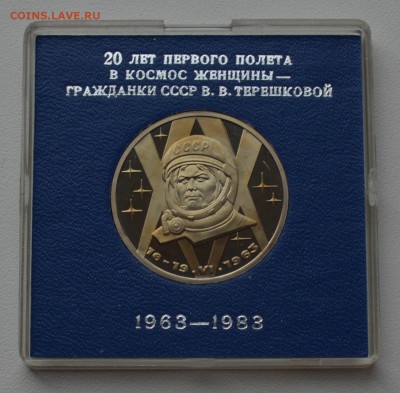 COINS.LAVE.RU
20 ЛЕТ ПЕРВОГО ПОЛЕТА
В КОСМОС ЖЕНЩИНЫ—
ГРАЖДАНКИ СССР В. В. ТЕРЕШКОВОЙ
СССР
16-19.VI.1963
1963—1983